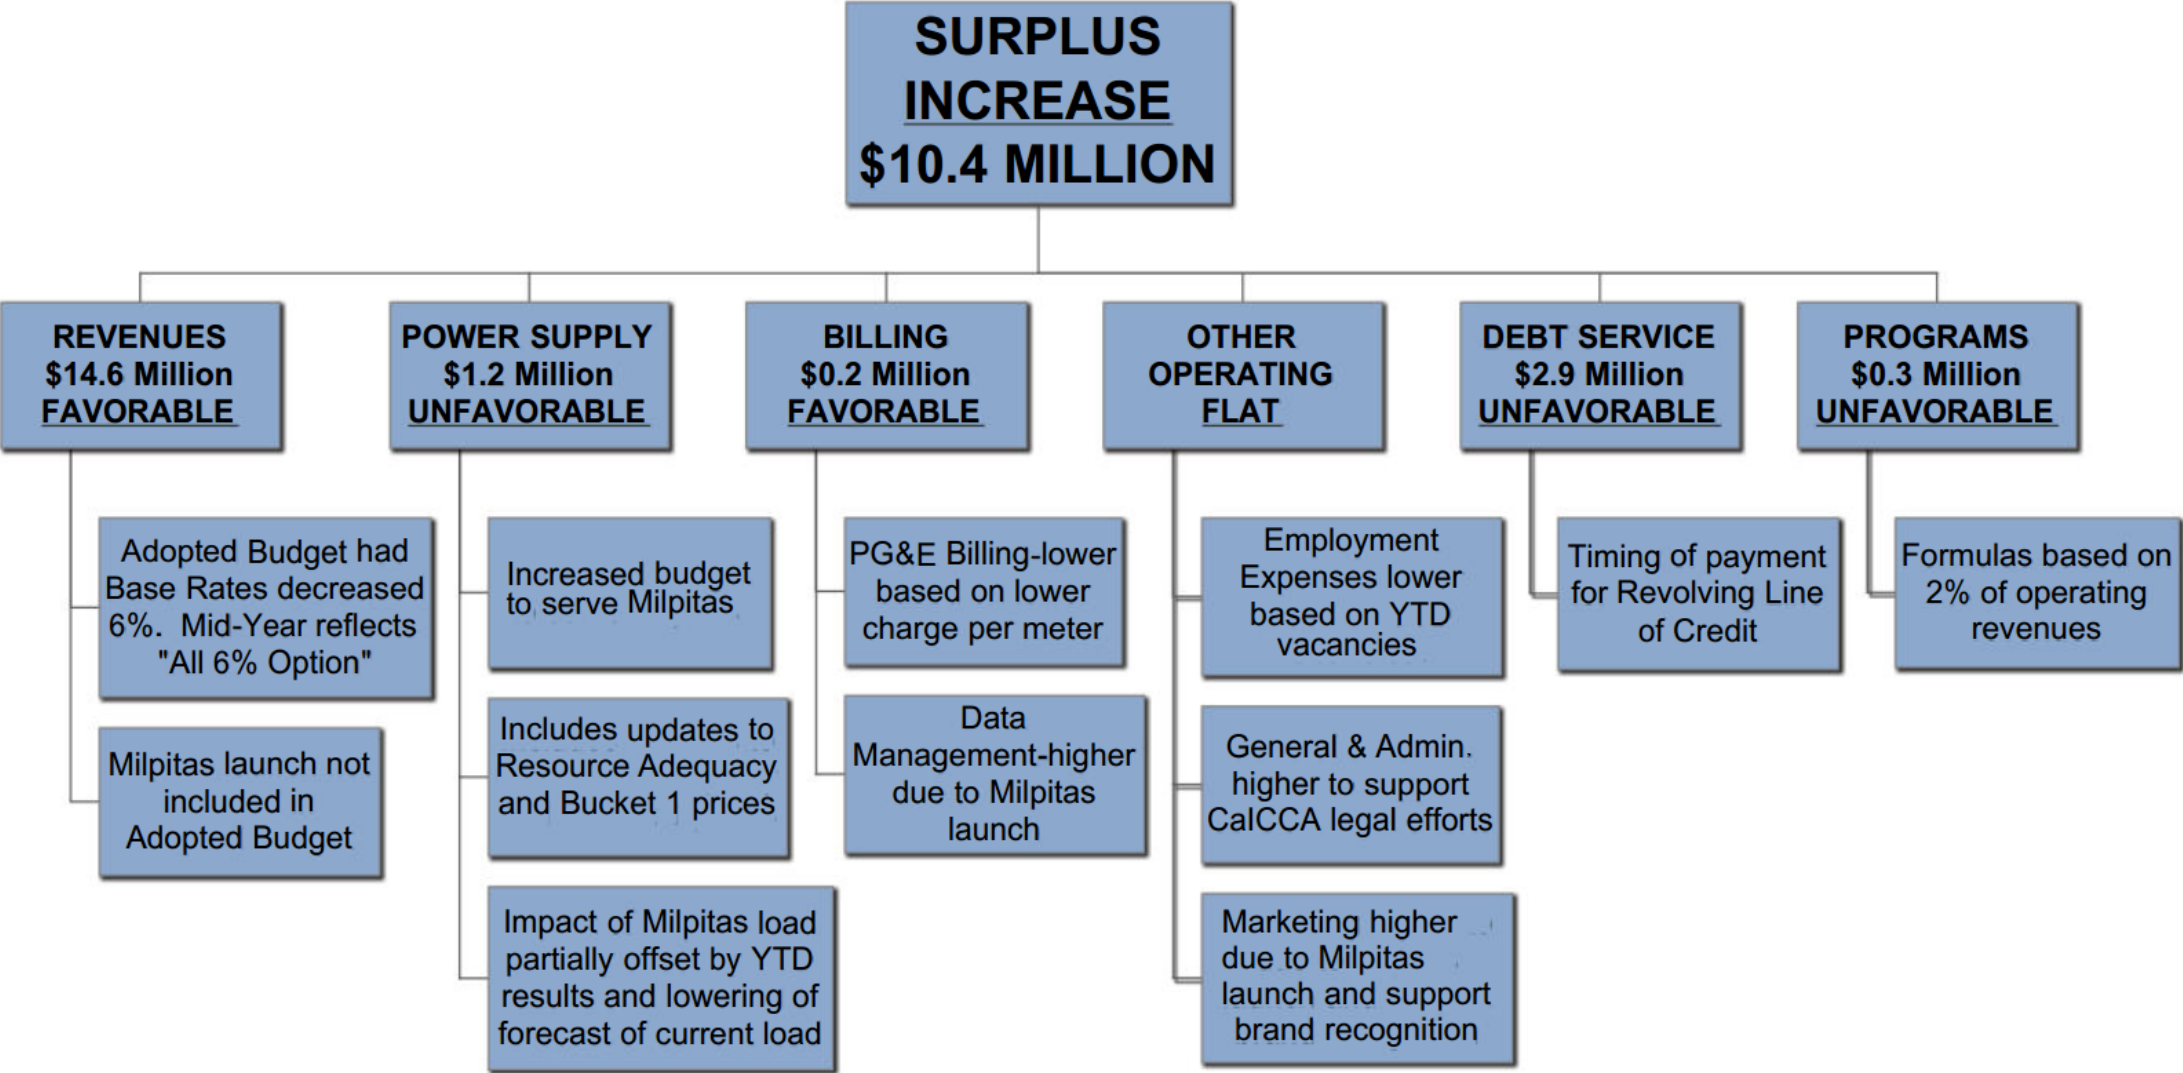 SURPLUS
INCREASE
$10.4 MILLION
REVENUES
$14.6 Million
FAVORABLE
POWER SUPPLY
$1.2 Million
UNFAVORABLE
BILLING
$0.2 Million
FAVORABLE
OTHER
OPERATING
FLAT
DEBT SERVICE
$2.9 Million
UNFAVORABLE
PROGRAMS
$0.3 Million
UNFAVORABLE
Adopted Budget had
Base Rates decreased
6%. Mid-Year reflects
"All 6% Option"
Milpitas launch not
included in
Adopted Budget
Increased budget
to serve Milpitas
Includes updates to
Resource Adequacy
and Bucket 1 prices
Impact of Milpitas load
partially offset by YTD
results and lowering of
forecast of current load
PG&E Billing-lower
based on lower
charge per meter
Data
Management-higher
due to Milpitas
launch
Employment
Expenses lower
based on YTD
vacancies
General & Admin.
higher to support
CalCCA legal efforts
Marketing higher
due to Milpitas
launch and support
brand recognition
Timing of payment
for Revolving Line
of Credit
Formulas based on
2% of operating
revenues